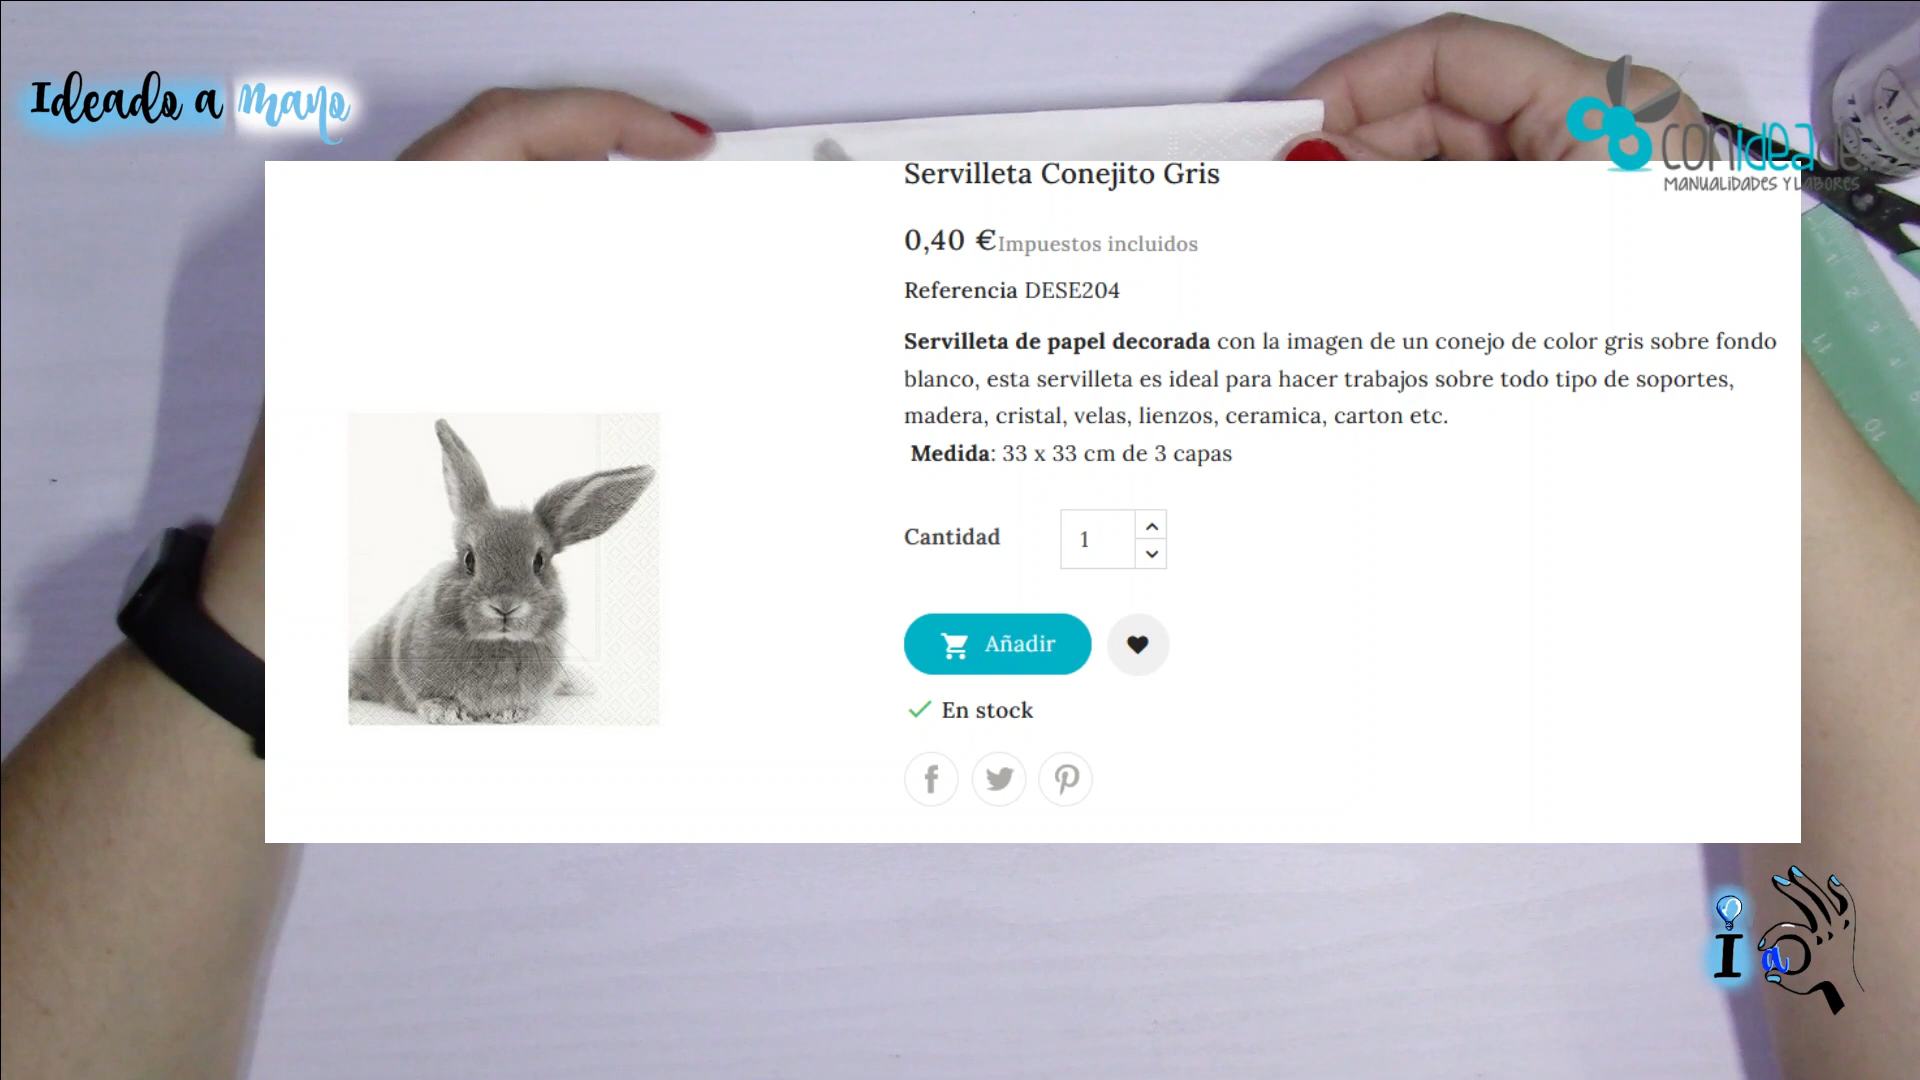 Ideado a mano
conideade
MANUALIDADES Y LABORES
Servilleta Conejito Gris
0,40 € Impuestos incluidos
Referencia DESE204
Servilleta de papel decorada con la imagen de un conejo de color gris sobre fondo
blanco, esta servilleta es ideal para hacer trabajos sobre todo tipo de soportes,
madera, cristal, velas, lienzos, ceramica, carton etc.
Medida: 33 x 33 cm de 3 capas
Cantidad 1
Añadir
En stock
I a